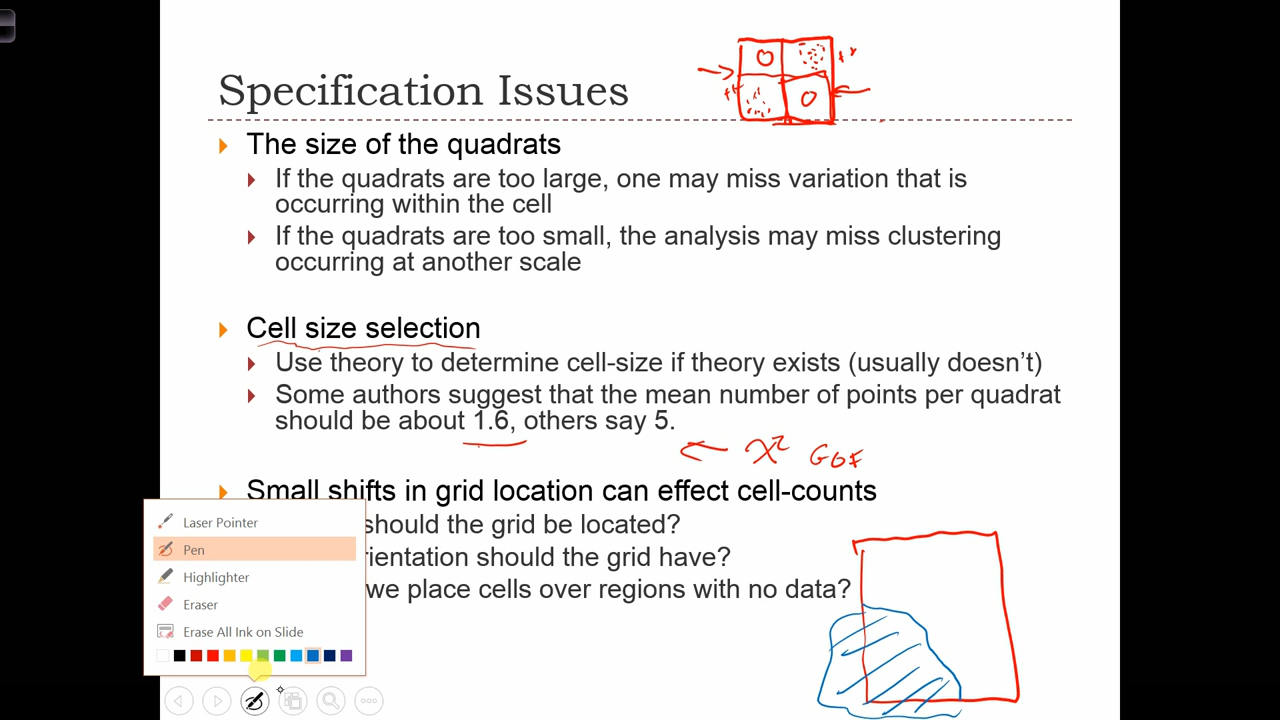 Specification Issues
The size of the quadrats
If the quadrats are too large, one may miss variation that is
occurring within the cell
If the quadrats are too small, the analysis may miss clustering
occurring at another scale
Cell size selection
Use theory to determine cell-size if theory exists (usually doesn't)
Some authors suggest that the mean number of points per quadrat
should be about 1.6, others say 5.
← χ² GOF
Small shifts in grid location can effect cell-counts
should the grid be located?
rientation should the grid have?
we place cells over regions with no data?
Laser Pointer
Pen
Highlighter
Eraser
Erase All Ink on Slide